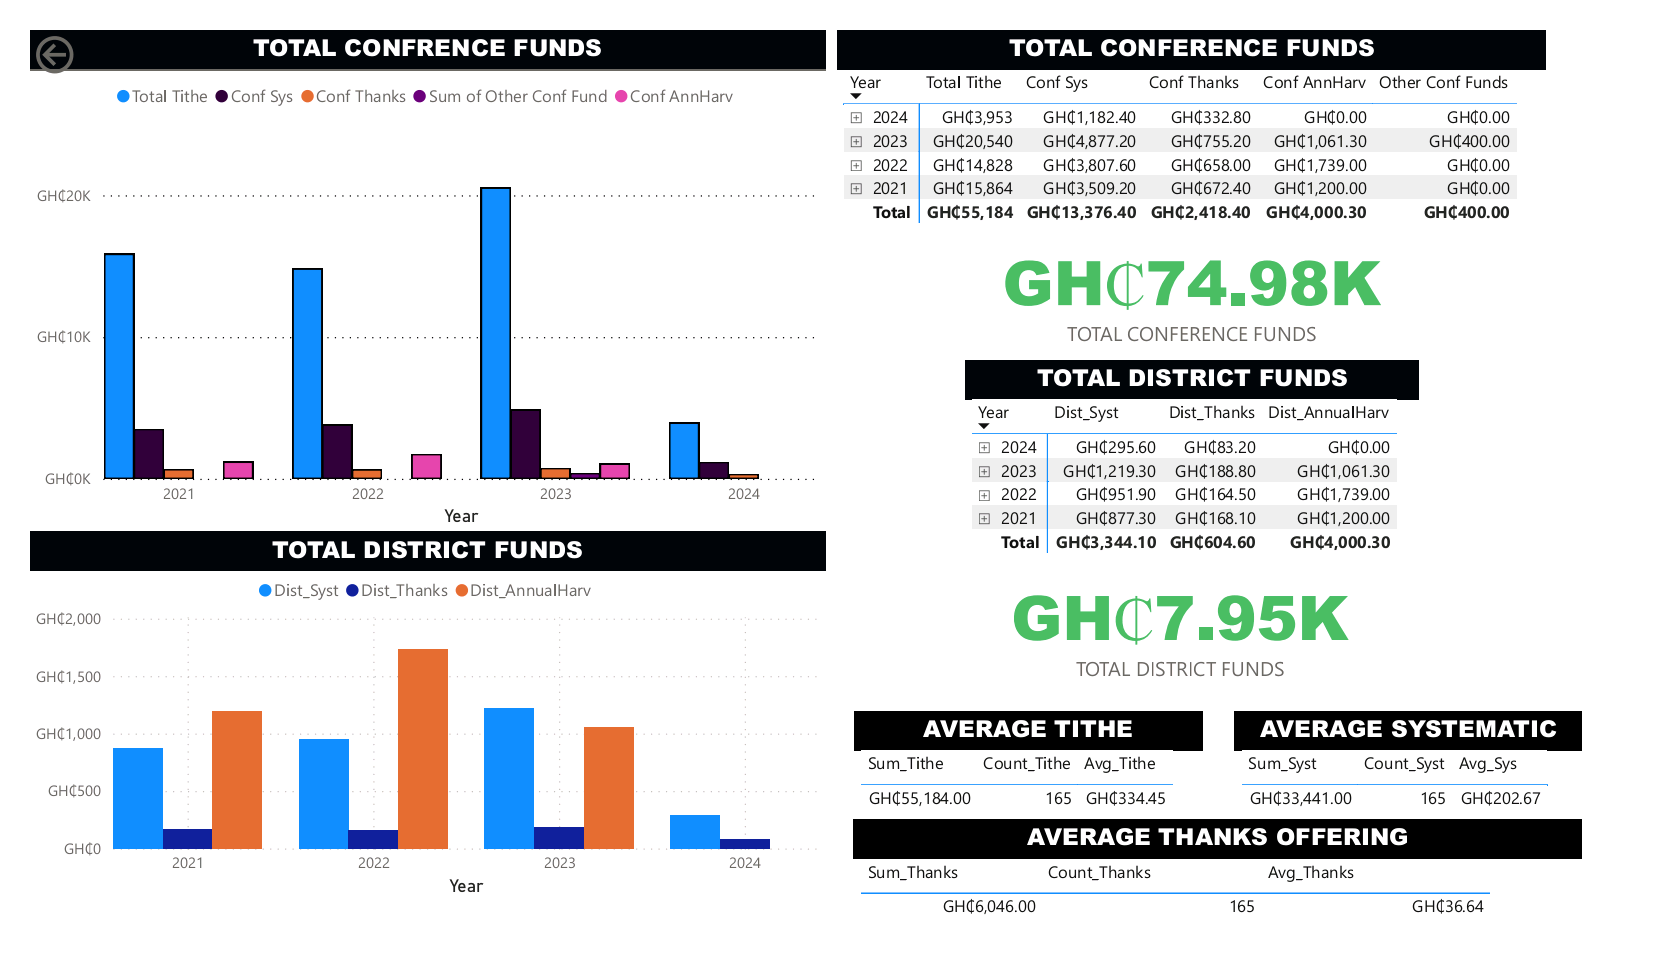 TOTAL CONFRENCE FUNDS
Total Tithe Conf Sys Conf Thanks Sum of Other Conf Fund Conf AnnHarv
GH₵20K
GH₵10K
GH₵0K
2021 2022 2023 2024
Year
TOTAL DISTRICT FUNDS
Dist_Syst Dist_Thanks Dist_AnnualHarv
GH₵2,000
GH₵1,500
GH₵1,000
GH₵500
GH₵0
2021 2022 2023 2024
Year
TOTAL CONFERENCE FUNDS
Year Total Tithe Conf Sys Conf Thanks Conf AnnHarv Other Conf Funds
2024 GH₵3,953 GH₵1,182.40 GH₵332.80 GH₵0.00 GH₵0.00
2023 GH₵20,540 GH₵4,877.20 GH₵755.20 GH₵1,061.30 GH₵400.00
2022 GH₵14,828 GH₵3,807.60 GH₵658.00 GH₵1,739.00 GH₵0.00
2021 GH₵15,864 GH₵3,509.20 GH₵672.40 GH₵1,200.00 GH₵0.00
Total GH₵55,184 GH₵13,376.40 GH₵2,418.40 GH₵4,000.30 GH₵400.00
GH₵74.98K
TOTAL CONFERENCE FUNDS
TOTAL DISTRICT FUNDS
Year Dist_Syst Dist_Thanks Dist_AnnualHarv
2024 GH₵295.60 GH₵83.20 GH₵0.00
2023 GH₵1,219.30 GH₵188.80 GH₵1,061.30
2022 GH₵951.90 GH₵164.50 GH₵1,739.00
2021 GH₵877.30 GH₵168.10 GH₵1,200.00
Total GH₵3,344.10 GH₵604.60 GH₵4,000.30
GH₵7.95K
TOTAL DISTRICT FUNDS
AVERAGE TITHE
Sum_Tithe Count_Tithe Avg_Tithe
GH₵55,184.00 165 GH₵334.45
AVERAGE SYSTEMATIC
Sum_Syst Count_Syst Avg_Sys
GH₵33,441.00 165 GH₵202.67
AVERAGE THANKS OFFERING
Sum_Thanks Count_Thanks Avg_Thanks
GH₵6,046.00 165 GH₵36.64